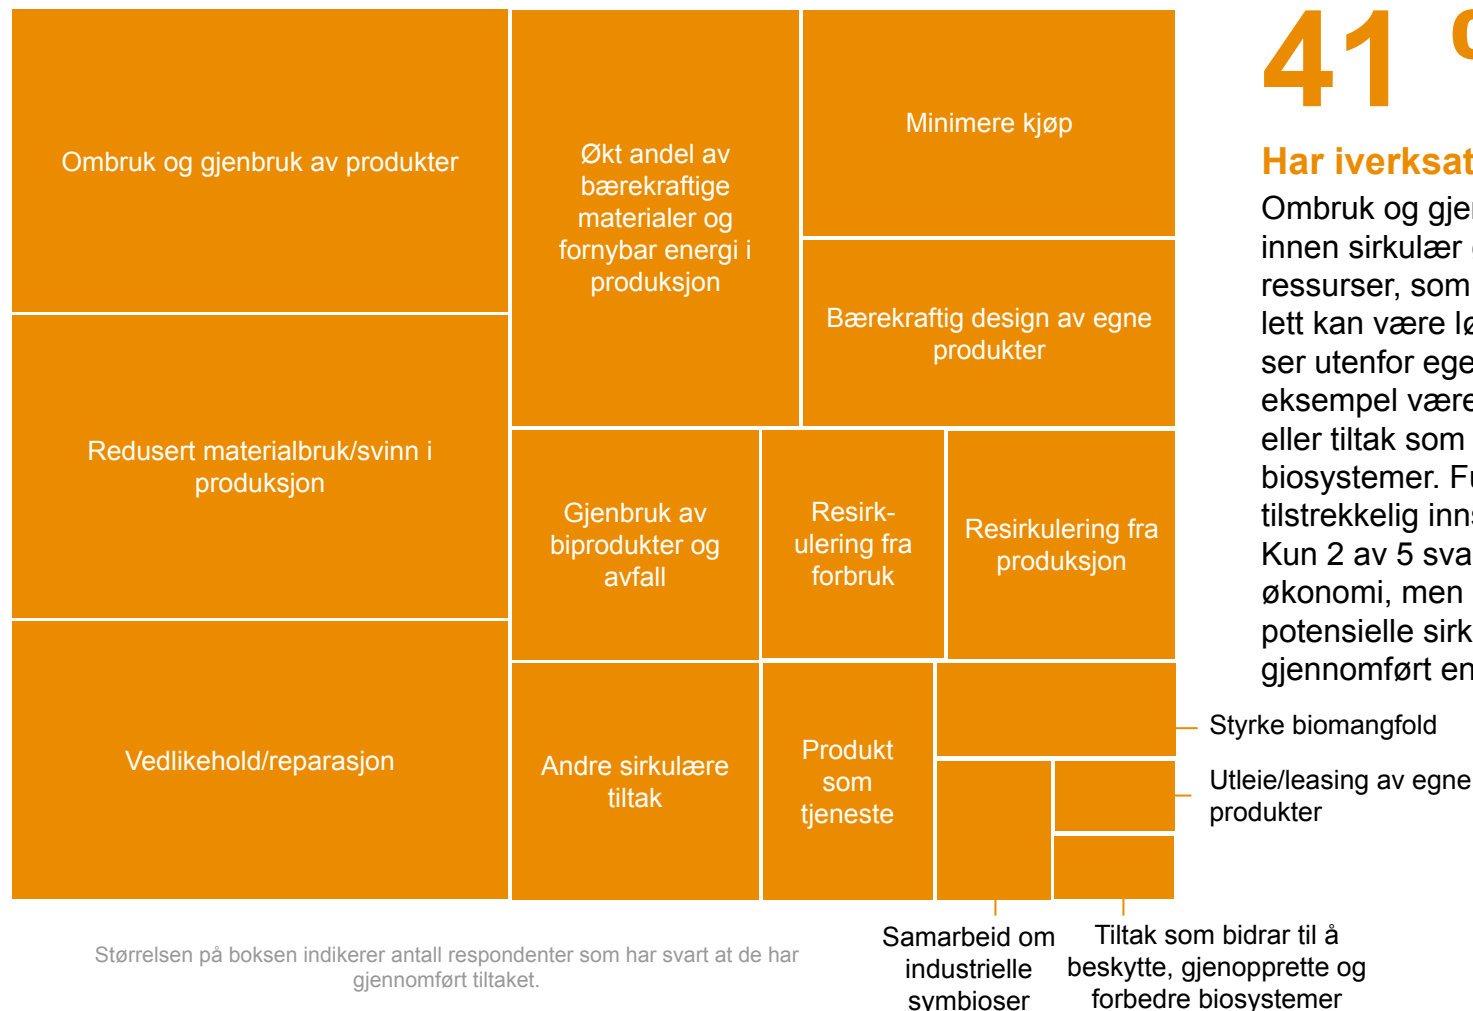 Ombruk og gjenbruk av produkter
Redusert materialbruk/svinn i
produksjon
Vedlikehold/reparasjon
Økt andel av
bærekraftige
materialer og
fornybar energi i
produksjon
Minimere kjøp
Bærekraftig design av egne
produkter
Gjenbruk av
biprodukter og
avfall
Resirk-
ulering fra
forbruk
Resirkulering fra
produksjon
Andre sirkulære
tiltak
Produkt
som
tjeneste
Styrke biomangfold
Utleie/leasing av egne
produkter
Samarbeid om
industrielle
symbioser
Tiltak som bidrar til å
beskytte, gjenopprette og
forbedre biosystemer
Størrelsen på boksen indikerer antall respondenter som har svart at de har
gjennomført tiltaket.
41
Har iverksat
Ombruk og gje
innen sirkulær
ressurser, som
lett kan være lø
ser utenfor ege
eksempel være
eller tiltak som
biosystemer. Fu
tilstrekkelig inns
Kun 2 av 5 sva
økonomi, men
potensielle sirk
gjennomført en